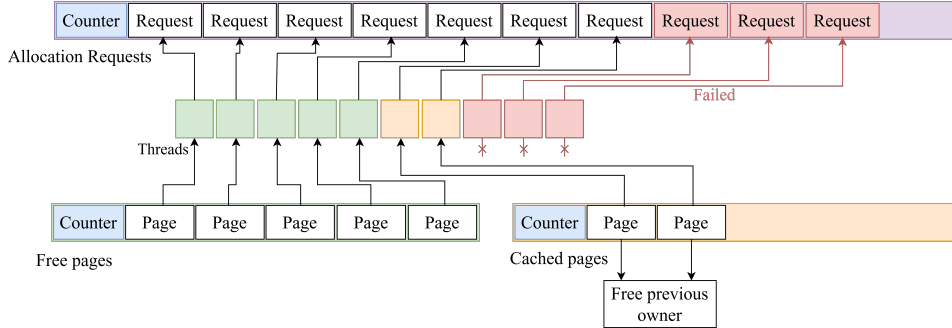 Counter Request Request Request Request Request Request Request Request Request Request
Allocation Requests
Failed
Threads
Counter Page Page Page Page Page
Counter Page Page
Free pages
Cached pages
Free previous
owner